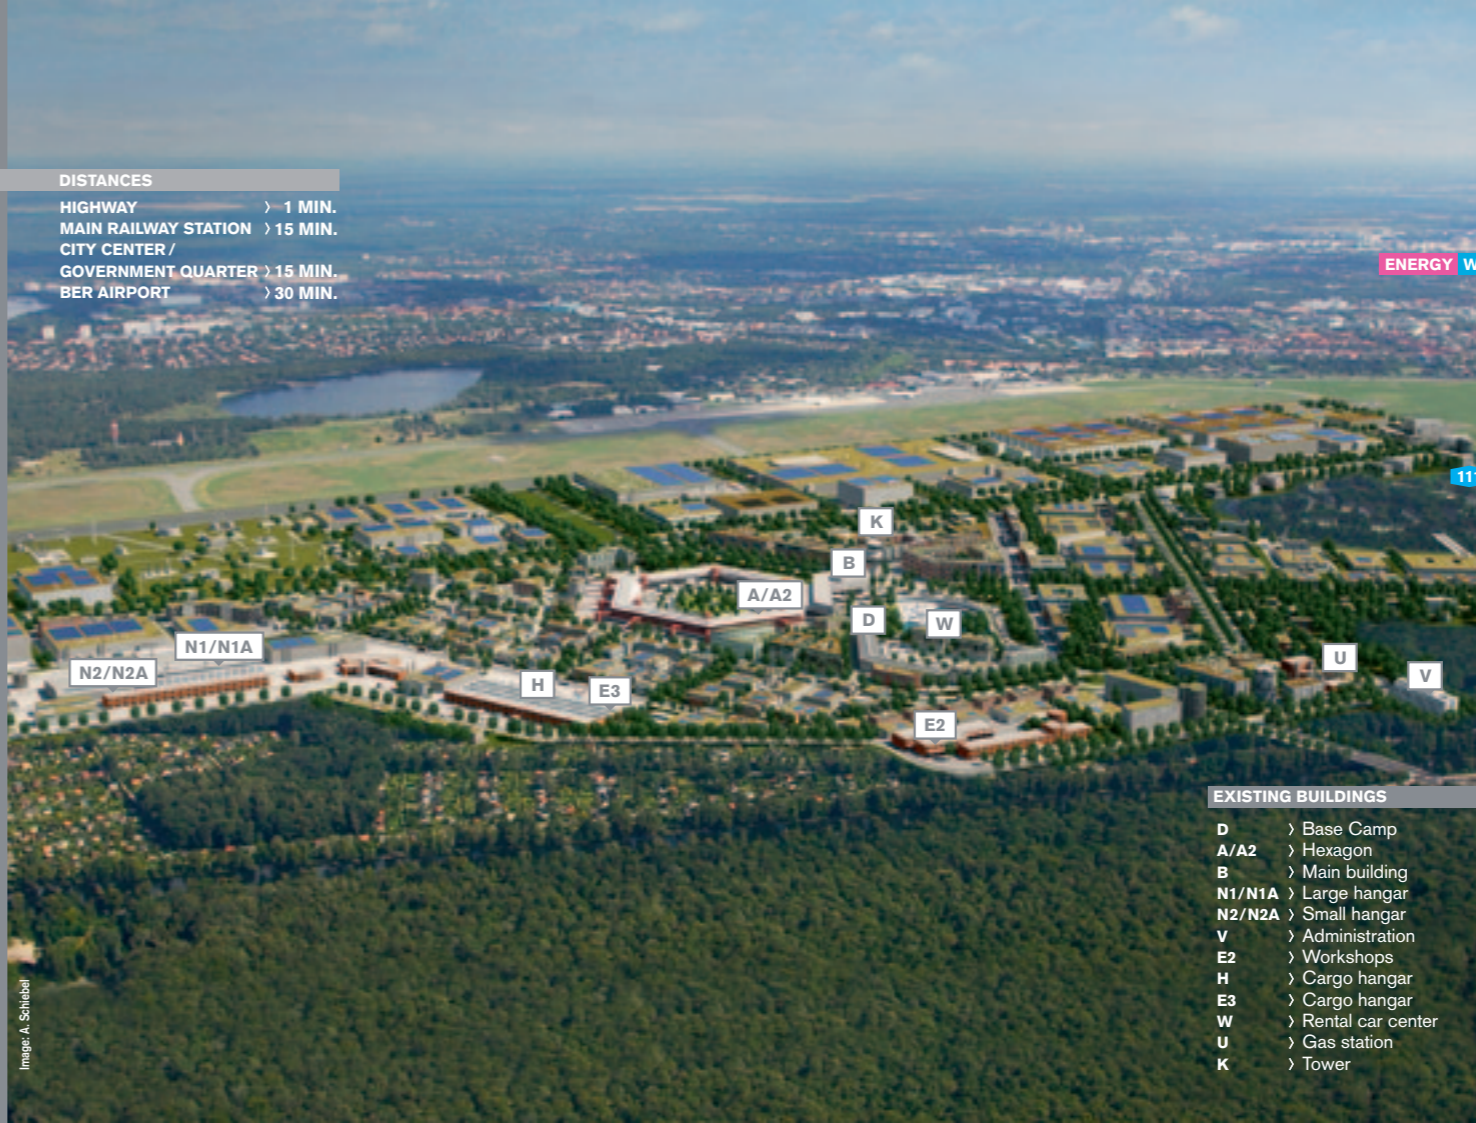 DISTANCES
HIGHWAY › 1 MIN.
MAIN RAILWAY STATION › 15 MIN.
CITY CENTER /
GOVERNMENT QUARTER › 15 MIN.
BER AIRPORT › 30 MIN.
ENERGY W
111
K
B
A/A2
D
W
N1/N1A
N2/N2A
H
E3
U
V
E2
EXISTING BUILDINGS
D › Base Camp
A/A2 › Hexagon
B › Main building
N1/N1A › Large hangar
N2/N2A › Small hangar
V › Administration
E2 › Workshops
H › Cargo hangar
E3 › Cargo hangar
W › Rental car center
U › Gas station
K › Tower
Image: A. Schiebel